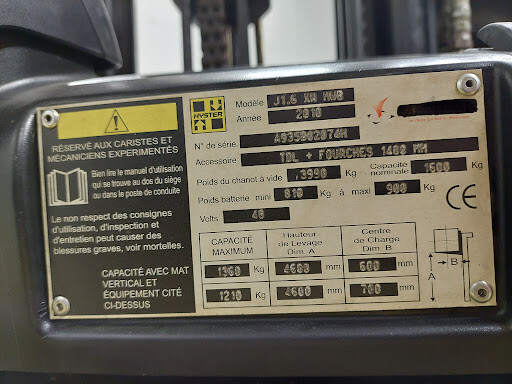 RÉSERVÉ AUX CARISTES ET
MÉCANICIENS EXPERIMENTÉS
Bien lire le manuel d'utilisation
qui se trouve au dos du siège
ou dans le poste de conduite
Le non respect des consignes
d'utilisation, d'inspection et
d'entretien peut causer des
blessures graves, voir mortelles.
CAPACITÉ AVEC MAT
VERTICAL ET
ÉQUIPEMENT CITÉ
CI-DESSUS
HYSTER
Modèle J1.6 XN MWB
Année 2010
N° de série A935B02874H
Accessoire TDL + FOURCHES 1400 MM
Poids du chariot à vide .3990 Kg Capacité nominale 1600 Kg
Poids batterie mini 810 Kg à maxi 900 Kg
Volts 48
CE
CAPACITÉ MAXIMUM Hauteur de Levage Dim. A Centre de Charge Dim. B
1360 Kg 4600 mm 600 mm
1210 Kg 4600 mm 700 mm
A B